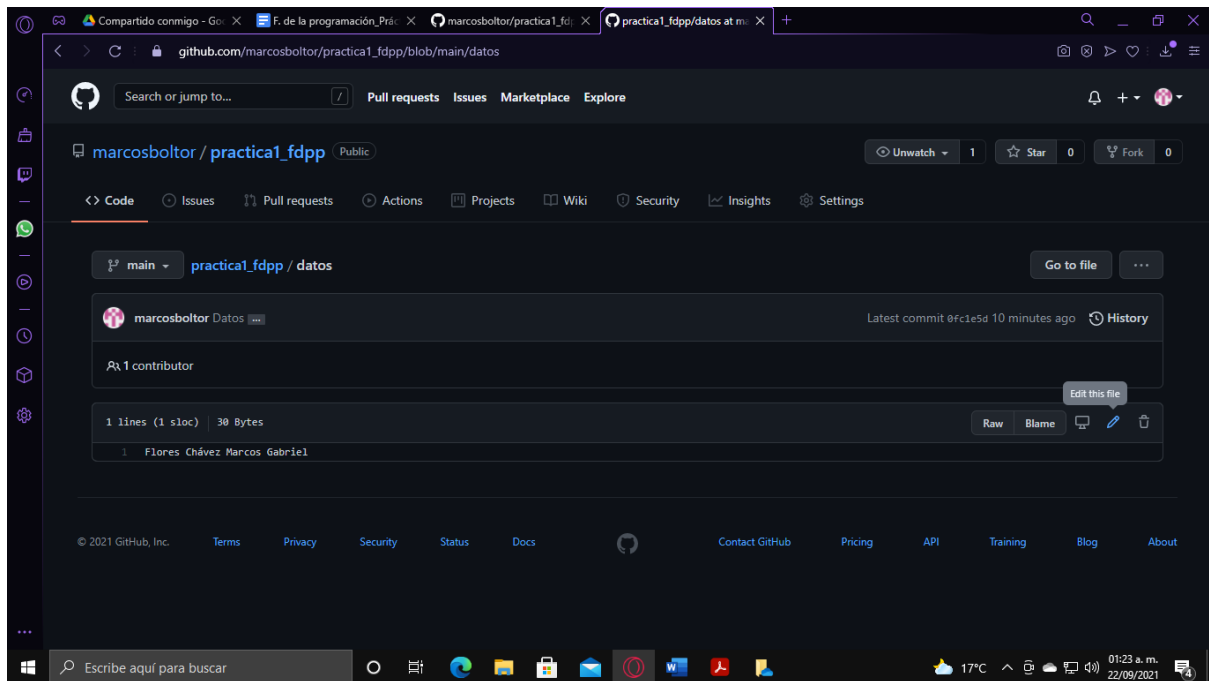 Compartido conmigo - Goo
F. de la programación_Prác
marcosboltor/practica1_fdp
practica1_fdpp/datos at ma
github.com/marcosboltor/practica1_fdpp/blob/main/datos
Search or jump to... /
Pull requests Issues Marketplace Explore
marcosboltor / practica1_fdpp Public
Unwatch 1 Star 0 Fork 0
<> Code Issues Pull requests Actions Projects Wiki Security Insights Settings
main practica1_fdpp / datos
Go to file ...
marcosboltor Datos ...
Latest commit 0fc1e5d 10 minutes ago History
1 contributor
Edit this file
1 lines (1 sloc) 30 Bytes
Raw Blame
1 Flores Chávez Marcos Gabriel
© 2021 GitHub, Inc. Terms Privacy Security Status Docs Contact GitHub Pricing API Training Blog About
Escribe aquí para buscar
17°C
01:23 a. m.
22/09/2021
4